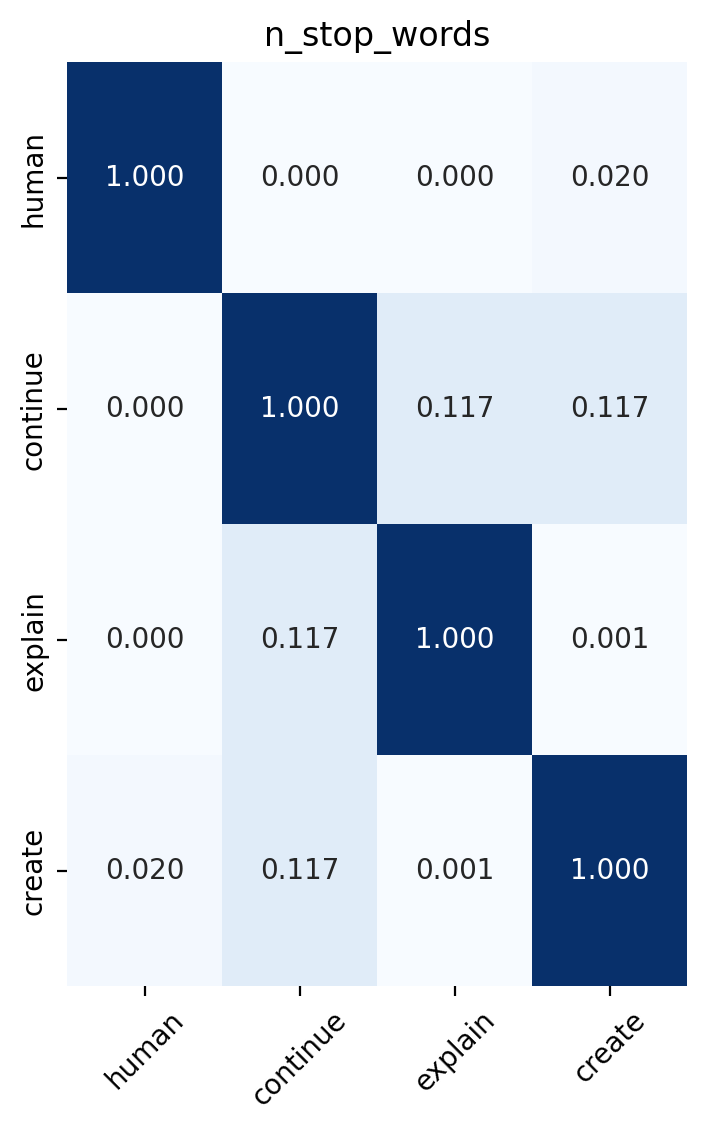 n_stop_words
human 1.000 0.000 0.000 0.020
continue 0.000 1.000 0.117 0.117
explain 0.000 0.117 1.000 0.001
create 0.020 0.117 0.001 1.000
human continue explain create